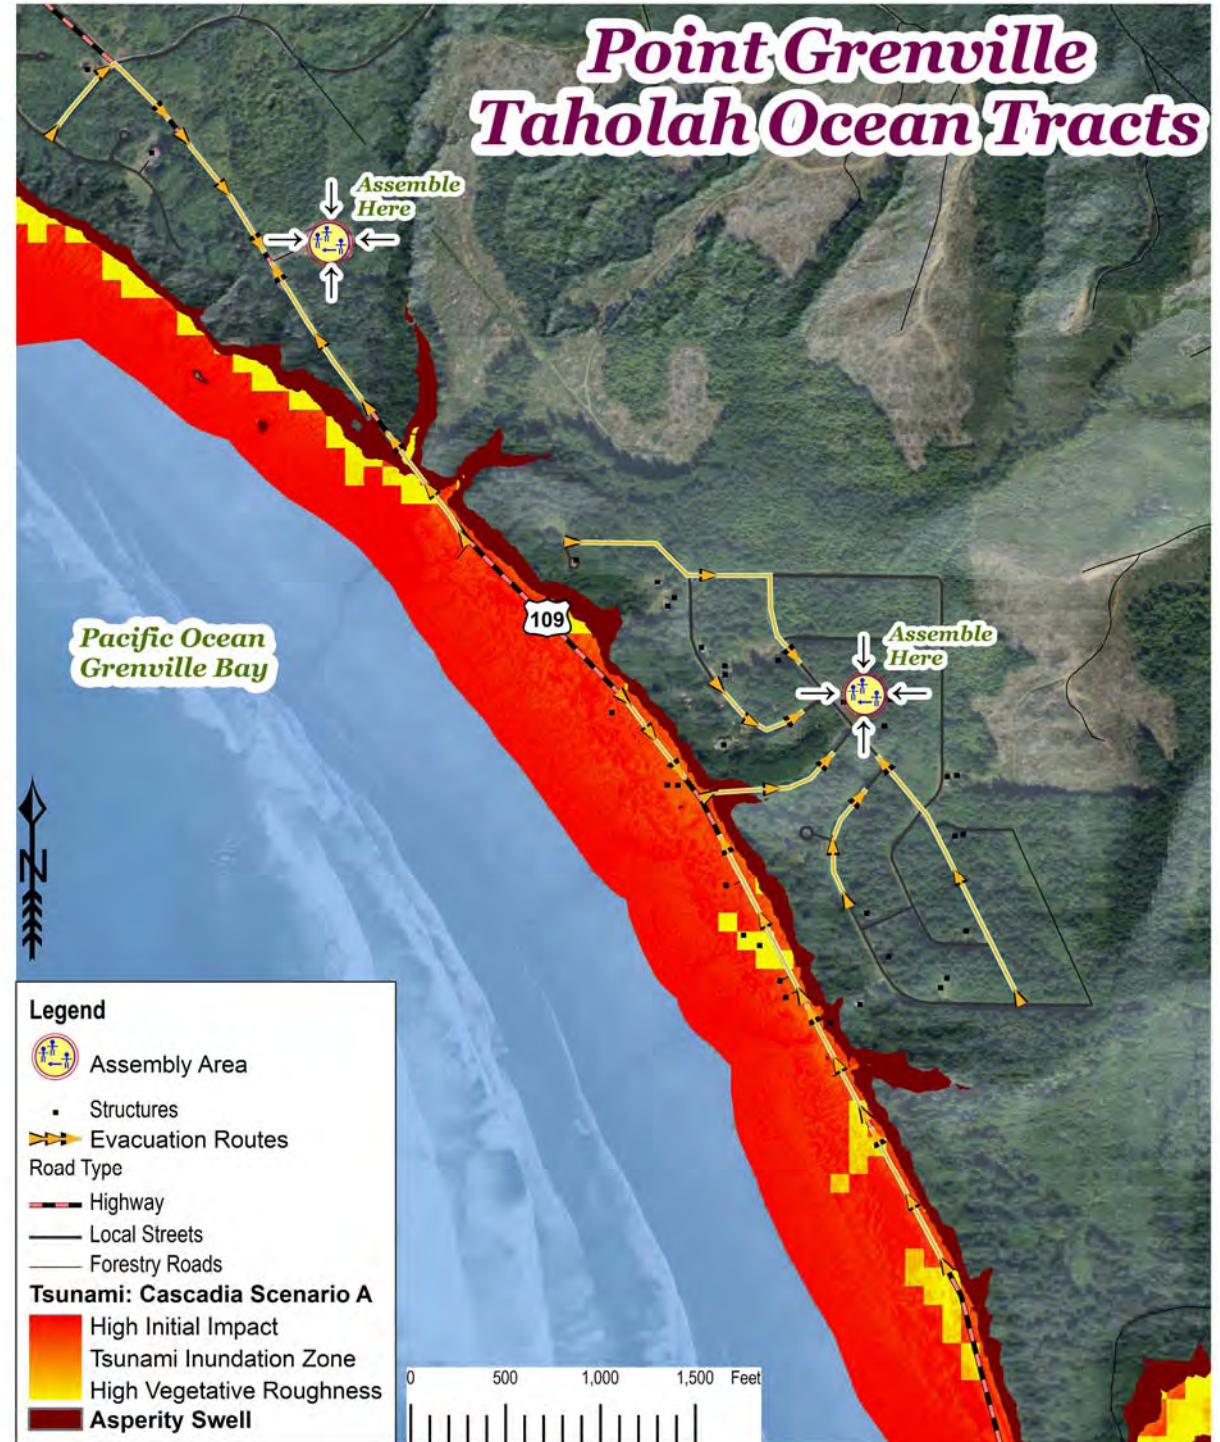 Point Grenville
Taholah Ocean Tracts
Assemble
Here
109
Pacific Ocean
Grenville Bay
Assemble
Here
N
Legend
Assembly Area
Structures
Evacuation Routes
Road Type
Highway
Local Streets
Forestry Roads
Tsunami: Cascadia Scenario A
High Initial Impact
Tsunami Inundation Zone
High Vegetative Roughness
Asperity Swell
0 500 1,000 1,500 Feet